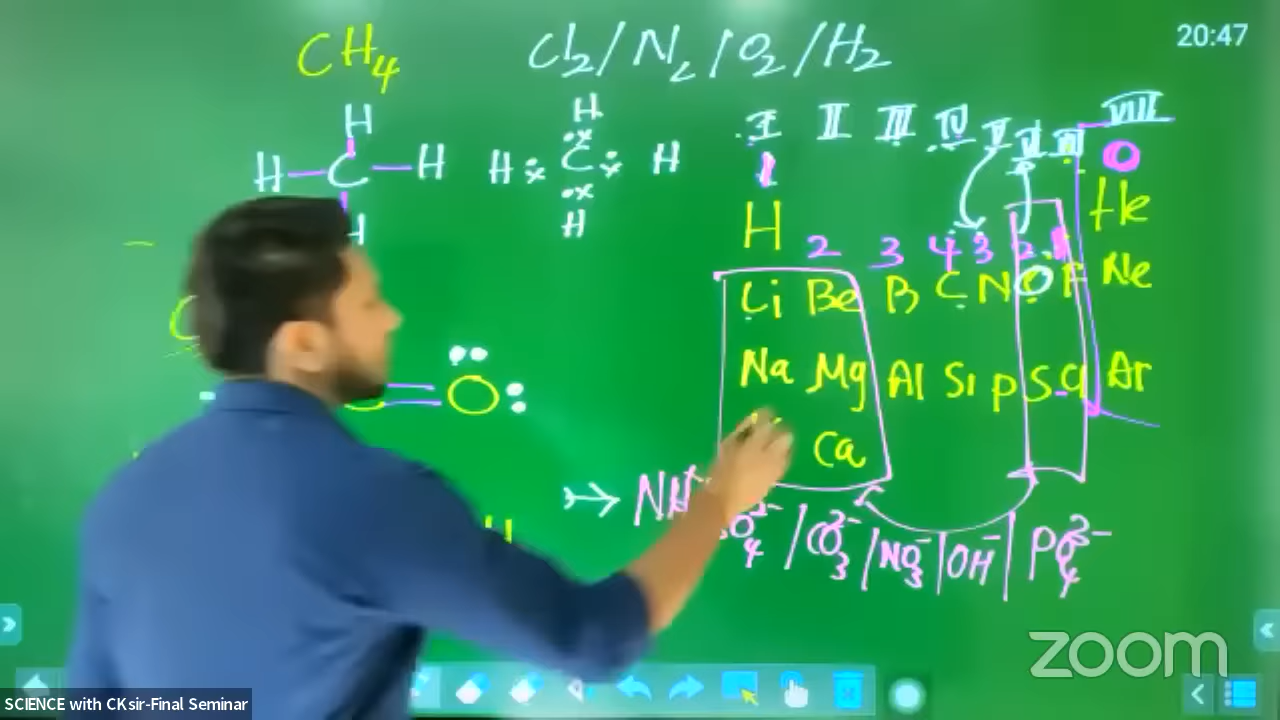 CH4
Cl2/N2/O2/H2
20:47
H
H C H
H
H
H C H
H
I II III IV V VI VII VIII
1 0
H He
2 3 4 3 2 1
Li Be B C N O F Ne
Na Mg Al Si P S Cl Ar
Ca
O
NH
O4 2- / CO3 2- / NO3 - | OH - | PO4 3-
H
zoom
SCIENCE with CKsir-Final Seminar